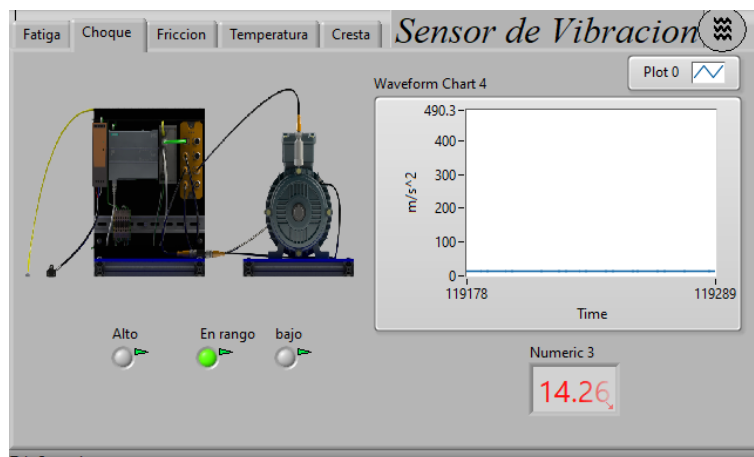 Fatiga Choque Friccion Temperatura Cresta Sensor de Vibracion
Plot 0
Waveform Chart 4
490.3
400
300
200
100
0
m/s^2
119178 119289
Time
Alto En rango bajo
Numeric 3
14.26